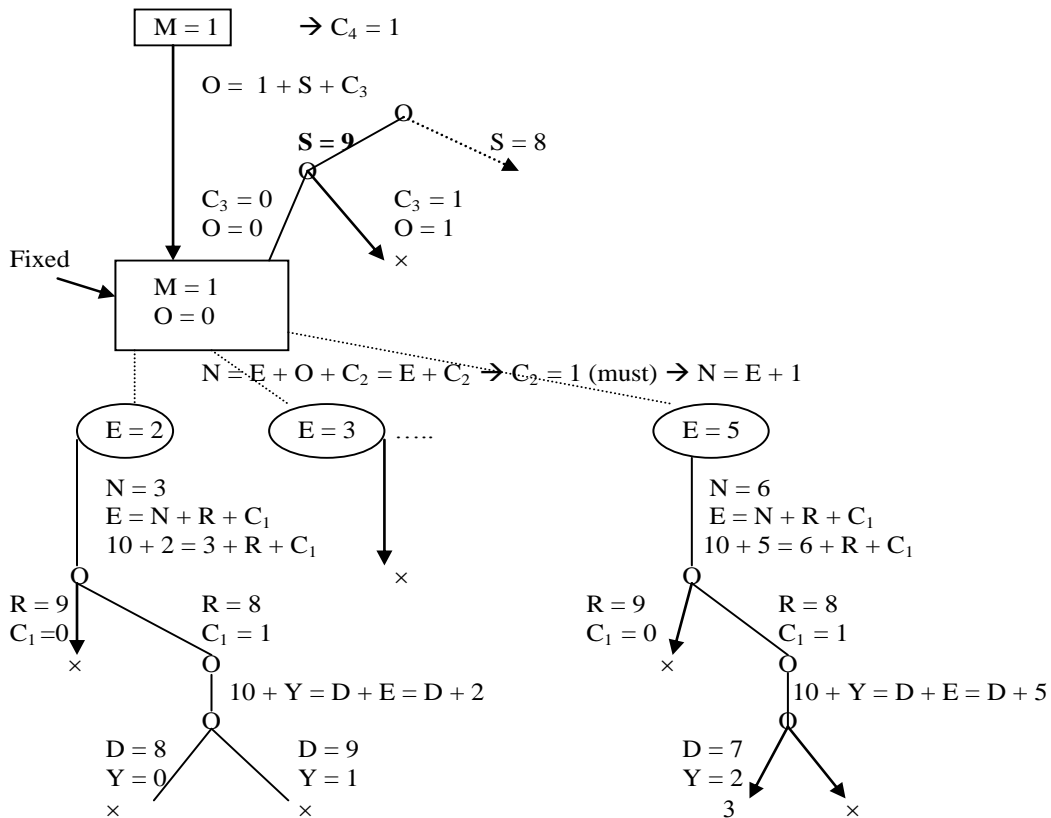 M = 1 → C₄ = 1
O = 1 + S + C₃
O
S = 9 S = 8
O
C₃ = 0 C₃ = 1
O = 0 O = 1
×
Fixed
M = 1
O = 0
N = E + O + C₂ = E + C₂ → C₂ = 1 (must) → N = E + 1
E = 2 E = 3 ….. E = 5
N = 3 N = 6
E = N + R + C₁ E = N + R + C₁
10 + 2 = 3 + R + C₁ 10 + 5 = 6 + R + C₁
O × O
R = 9 R = 8 R = 9 R = 8
C₁ =0 C₁ = 1 C₁ = 0 C₁ = 1
× O × O
10 + Y = D + E = D + 2 10 + Y = D + E = D + 5
O O
D = 8 D = 9 D = 7
Y = 0 Y = 1 Y = 2
× × 3 ×